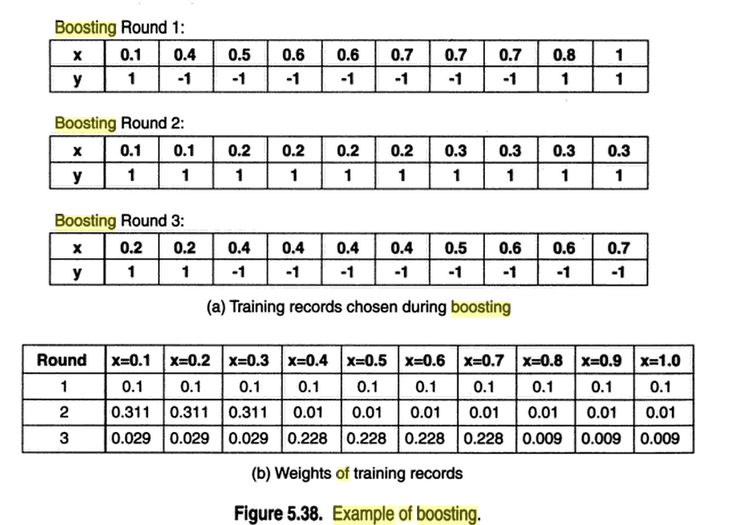 Boosting Round 1:
x 0.1 0.4 0.5 0.6 0.6 0.7 0.7 0.7 0.8 1
y 1 -1 -1 -1 -1 -1 -1 -1 1 1
Boosting Round 2:
x 0.1 0.1 0.2 0.2 0.2 0.2 0.3 0.3 0.3 0.3
y 1 1 1 1 1 1 1 1 1 1
Boosting Round 3:
x 0.2 0.2 0.4 0.4 0.4 0.4 0.5 0.6 0.6 0.7
y 1 1 -1 -1 -1 -1 -1 -1 -1 -1
(a) Training records chosen during boosting
Round x=0.1 x=0.2 x=0.3 x=0.4 x=0.5 x=0.6 x=0.7 x=0.8 x=0.9 x=1.0
1 0.1 0.1 0.1 0.1 0.1 0.1 0.1 0.1 0.1 0.1
2 0.311 0.311 0.311 0.01 0.01 0.01 0.01 0.01 0.01 0.01
3 0.029 0.029 0.029 0.228 0.228 0.228 0.228 0.009 0.009 0.009
(b) Weights of training records
Figure 5.38. Example of boosting.